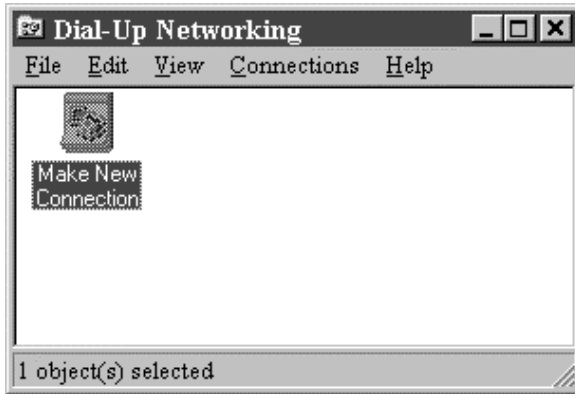 Dial-Up Networking
File Edit View Connections Help
Make New
Connection
1 object(s) selected